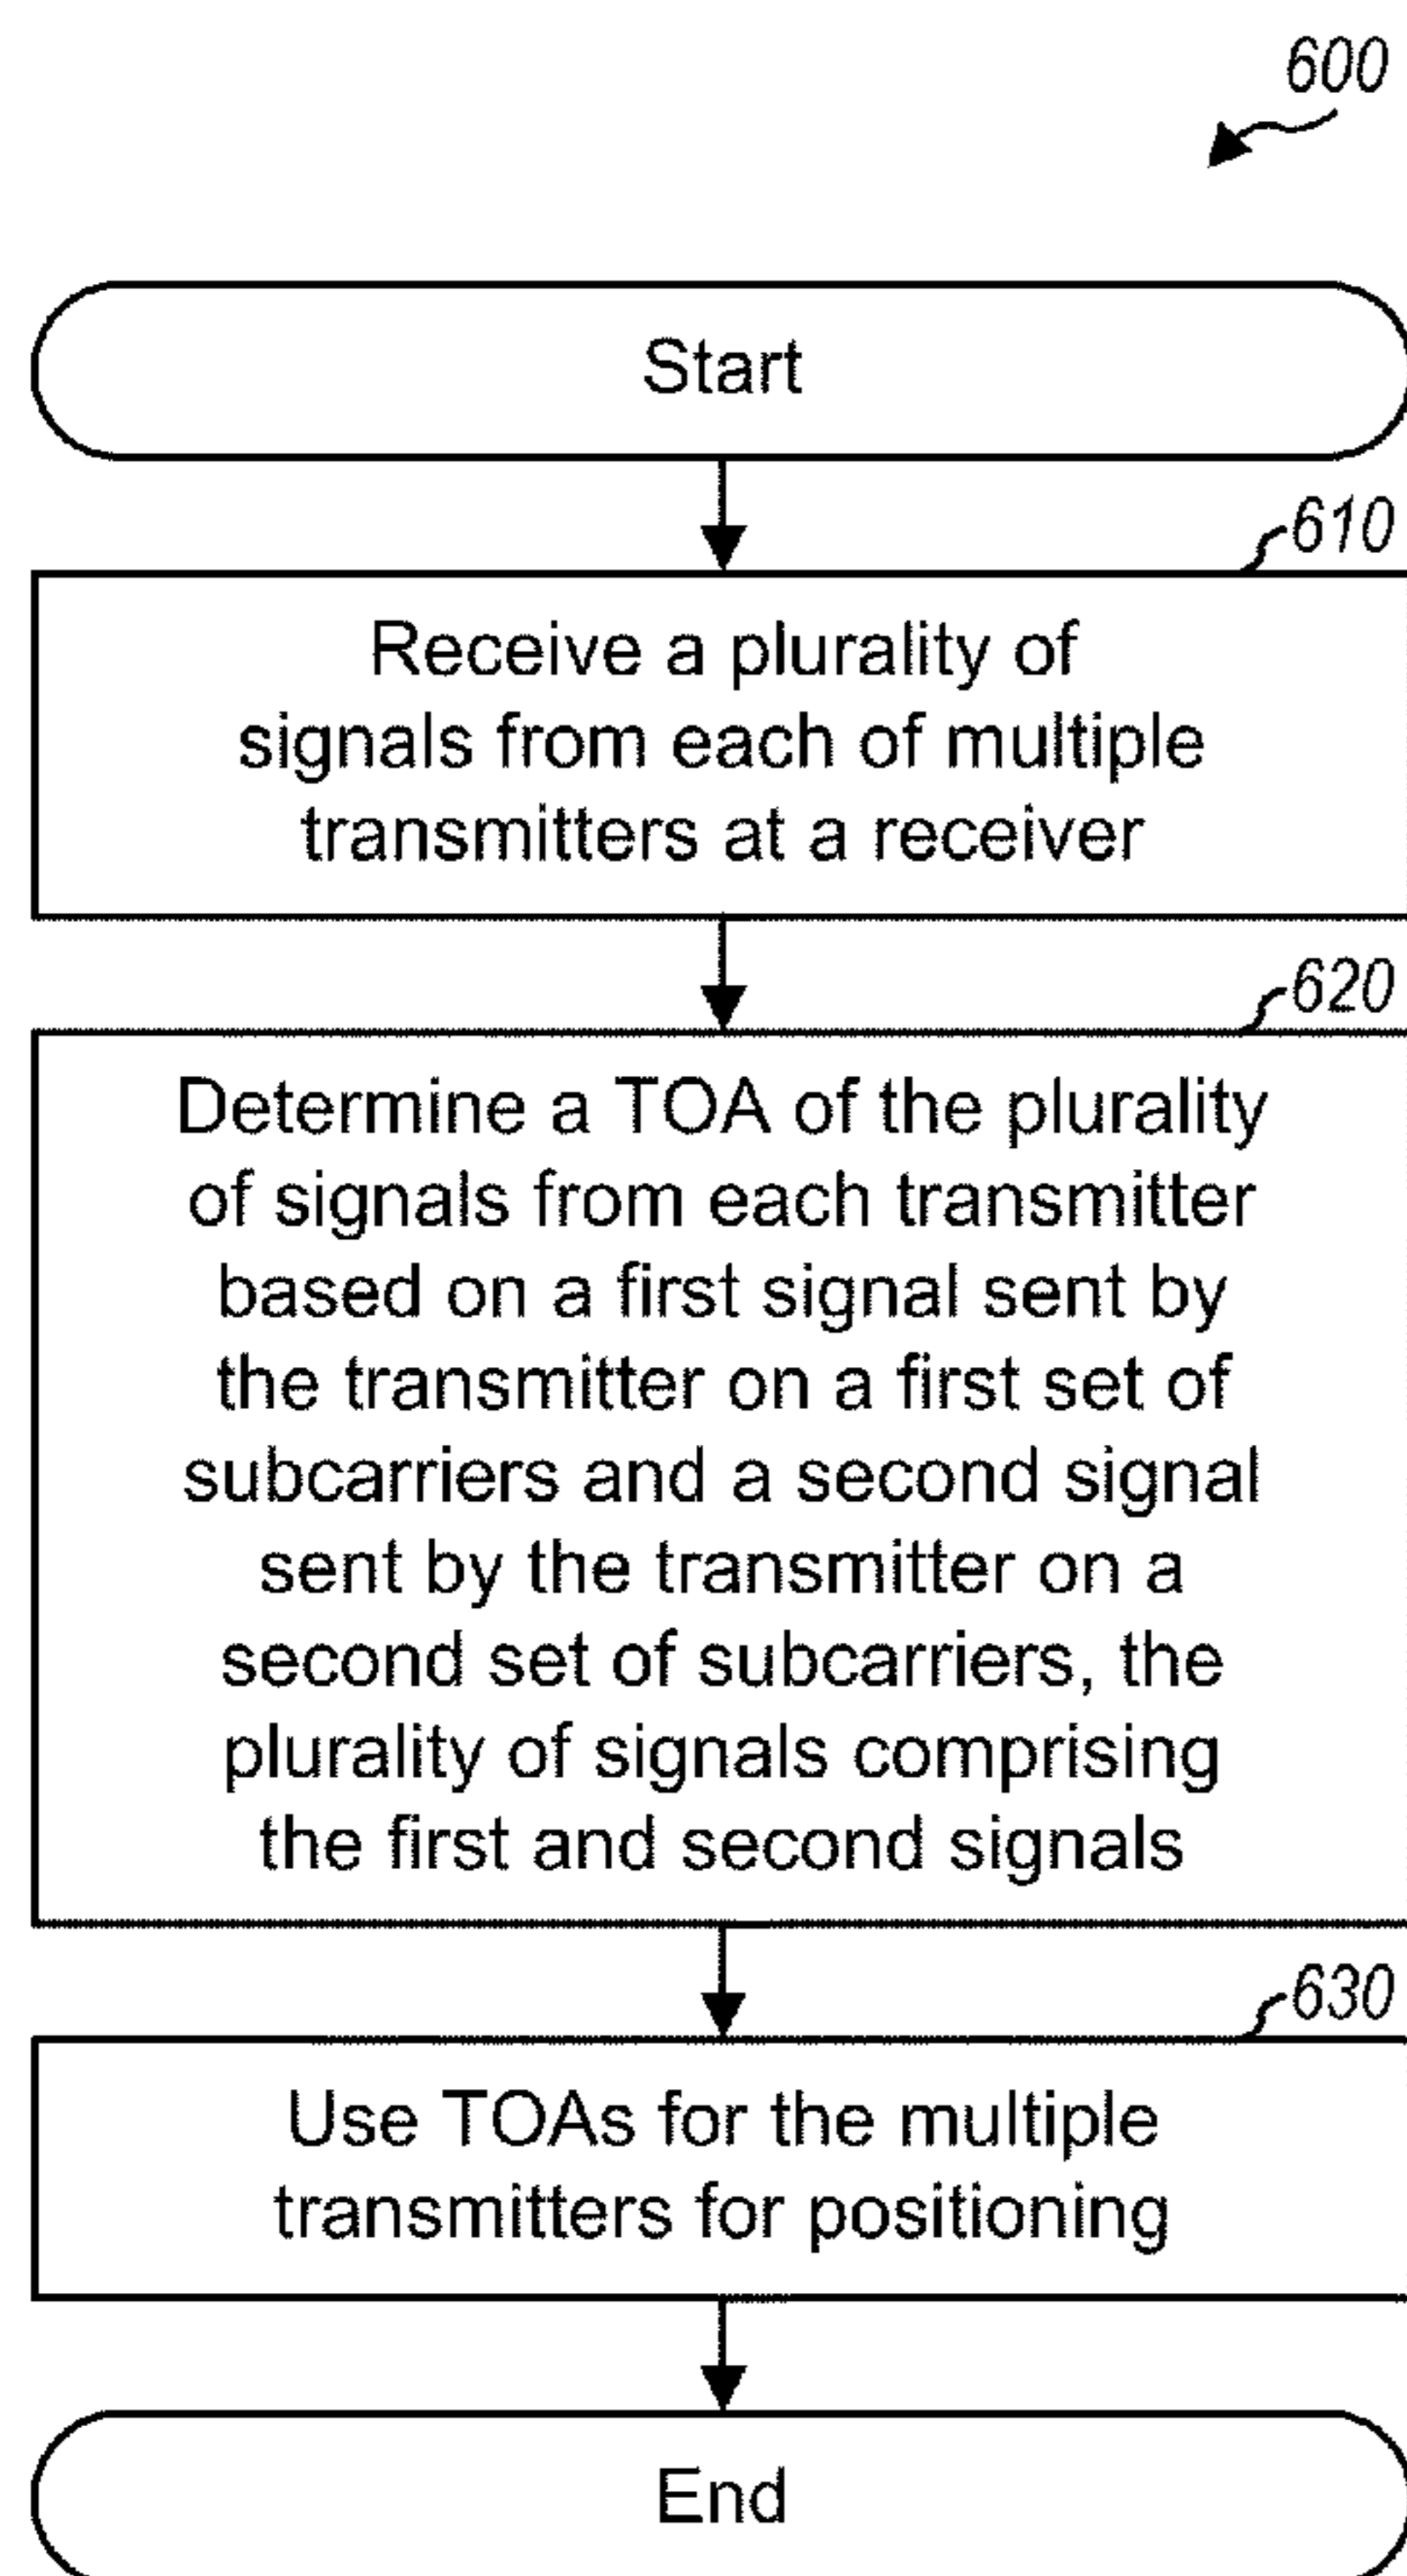 600
Start
610
Receive a plurality of
signals from each of multiple
transmitters at a receiver
620
Determine a TOA of the plurality
of signals from each transmitter
based on a first signal sent by
the transmitter on a first set of
subcarriers and a second signal
sent by the transmitter on a
second set of subcarriers, the
plurality of signals comprising
the first and second signals
630
Use TOAs for the multiple
transmitters for positioning
End